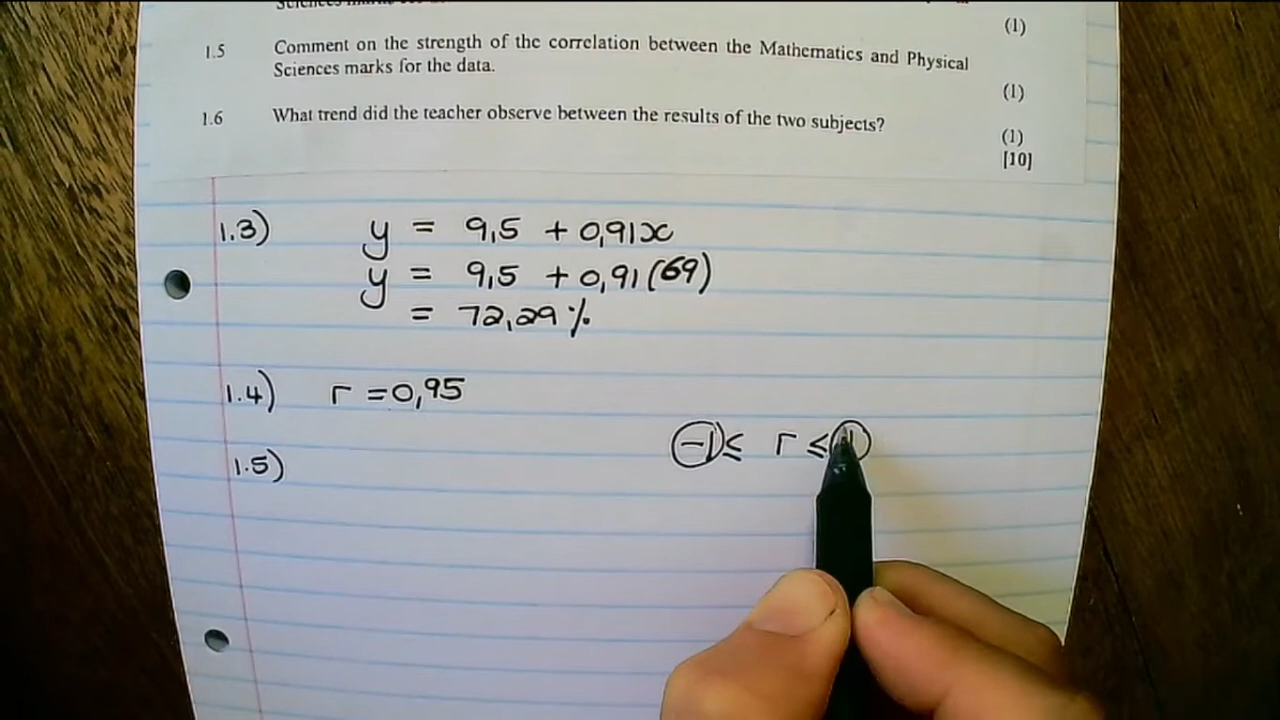 (1)
1.5 Comment on the strength of the correlation between the Mathematics and Physical
Sciences marks for the data.
(1)
1.6 What trend did the teacher observe between the results of the two subjects?
(1)
[10]
1.3) y = 9,5 + 0,91x
y = 9,5 + 0,91(69)
= 72,29%
1.4) r = 0,95
-1 ≤ r ≤ 1
1.5)